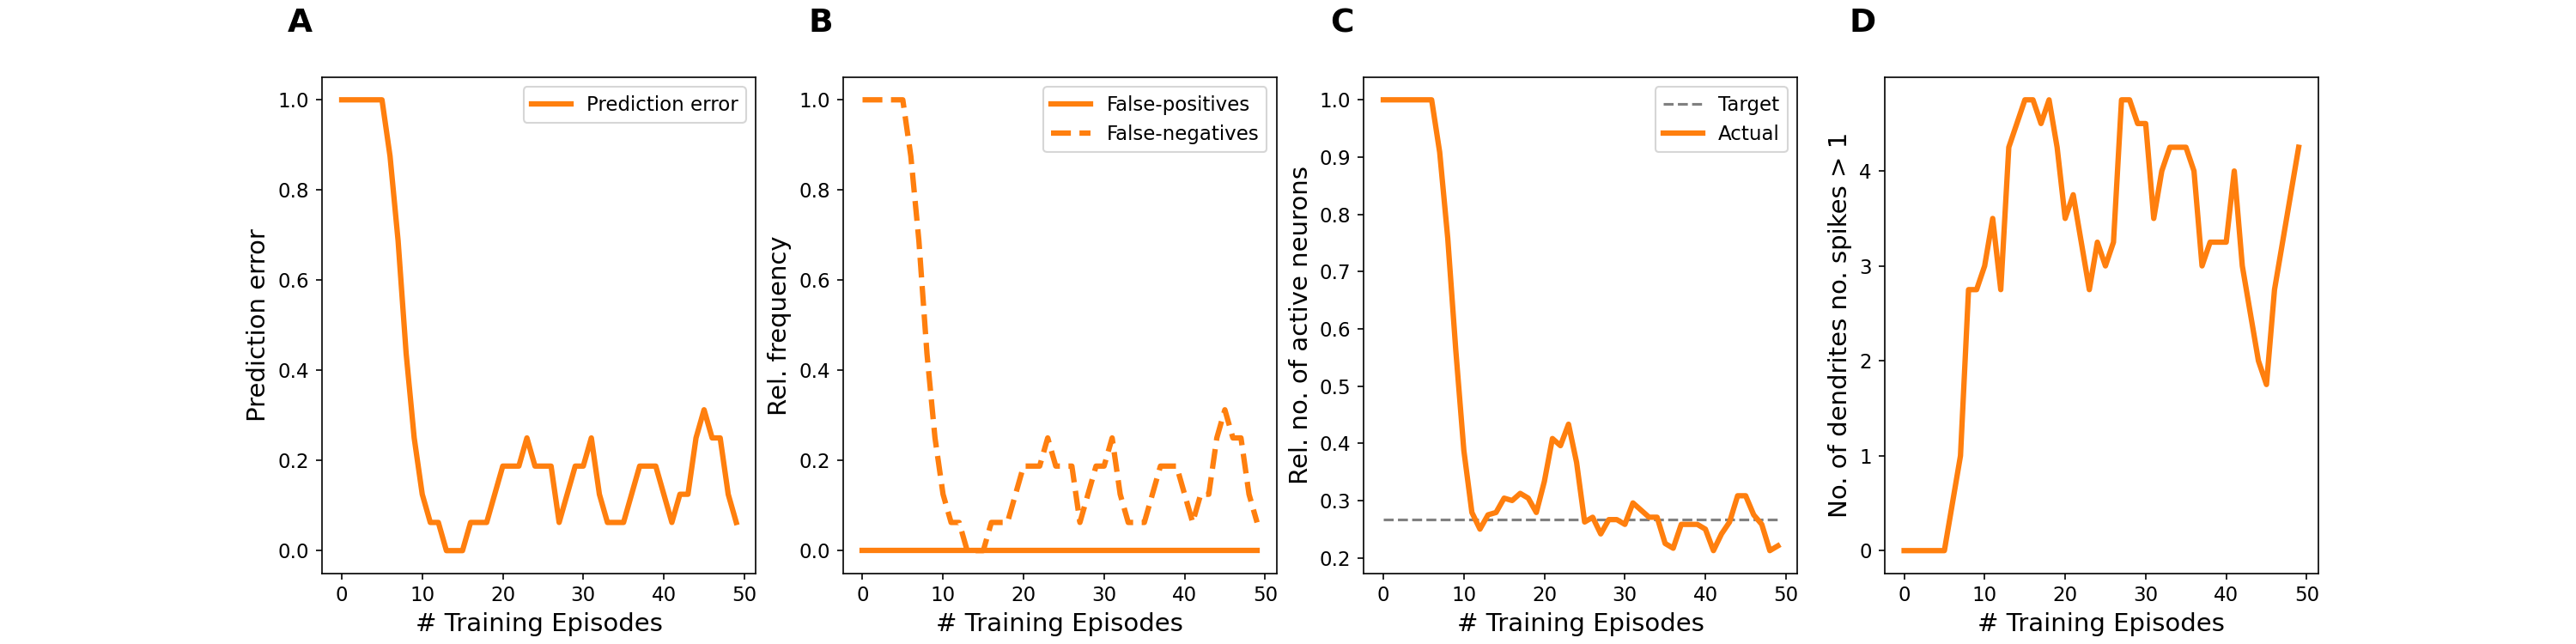 A
B
C
D
Prediction error
1.0
0.8
0.6
0.4
0.2
0.0
0 10 20 30 40 50
# Training Episodes
Prediction error
Rel. frequency
1.0
0.8
0.6
0.4
0.2
0.0
0 10 20 30 40 50
# Training Episodes
False-positives
False-negatives
Rel. no. of active neurons
1.0
0.9
0.8
0.7
0.6
0.5
0.4
0.3
0.2
0 10 20 30 40 50
# Training Episodes
Target
Actual
No. of dendrites no. spikes > 1
4
3
2
1
0
0 10 20 30 40 50
# Training Episodes